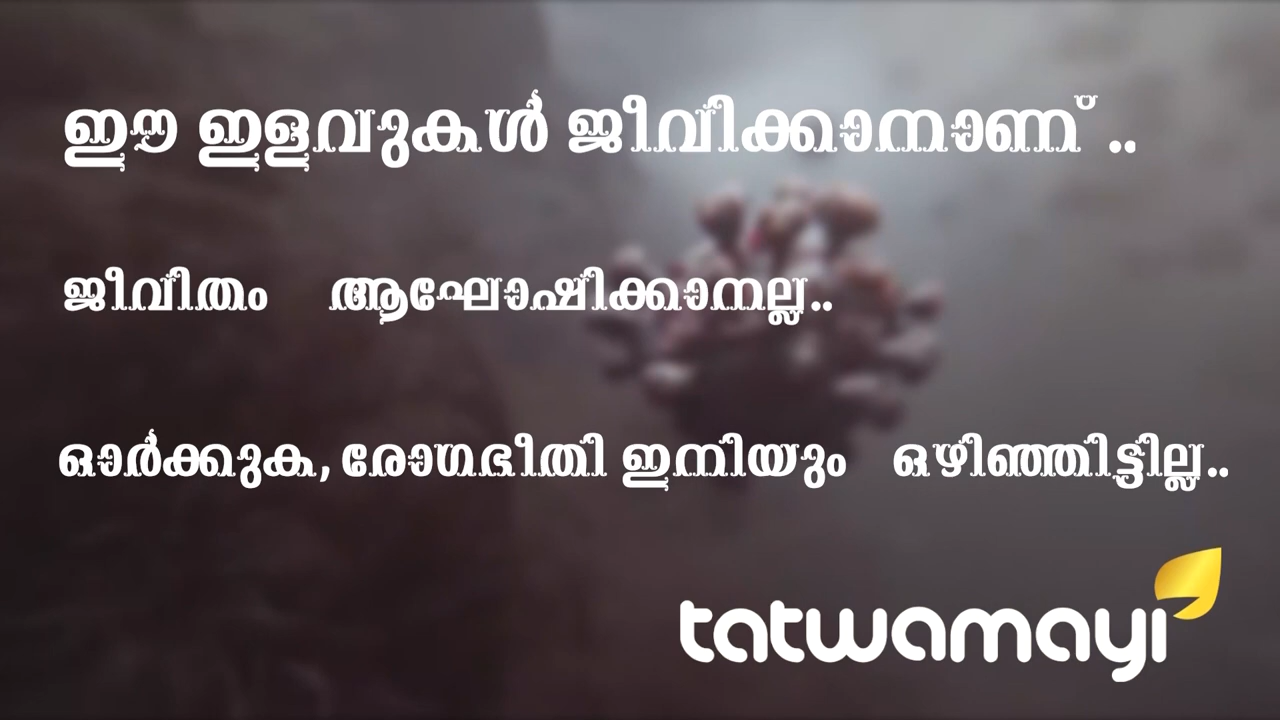 ഈ ഇളവുകൾ ജീവിക്കാനാണ് ..
ജീവിതം ആഘോഷിക്കാനല്ല..
ഓർക്കുക, രോഗഭീതി ഇനിയും ഒഴിഞ്ഞിട്ടില്ല..
tatwamayi